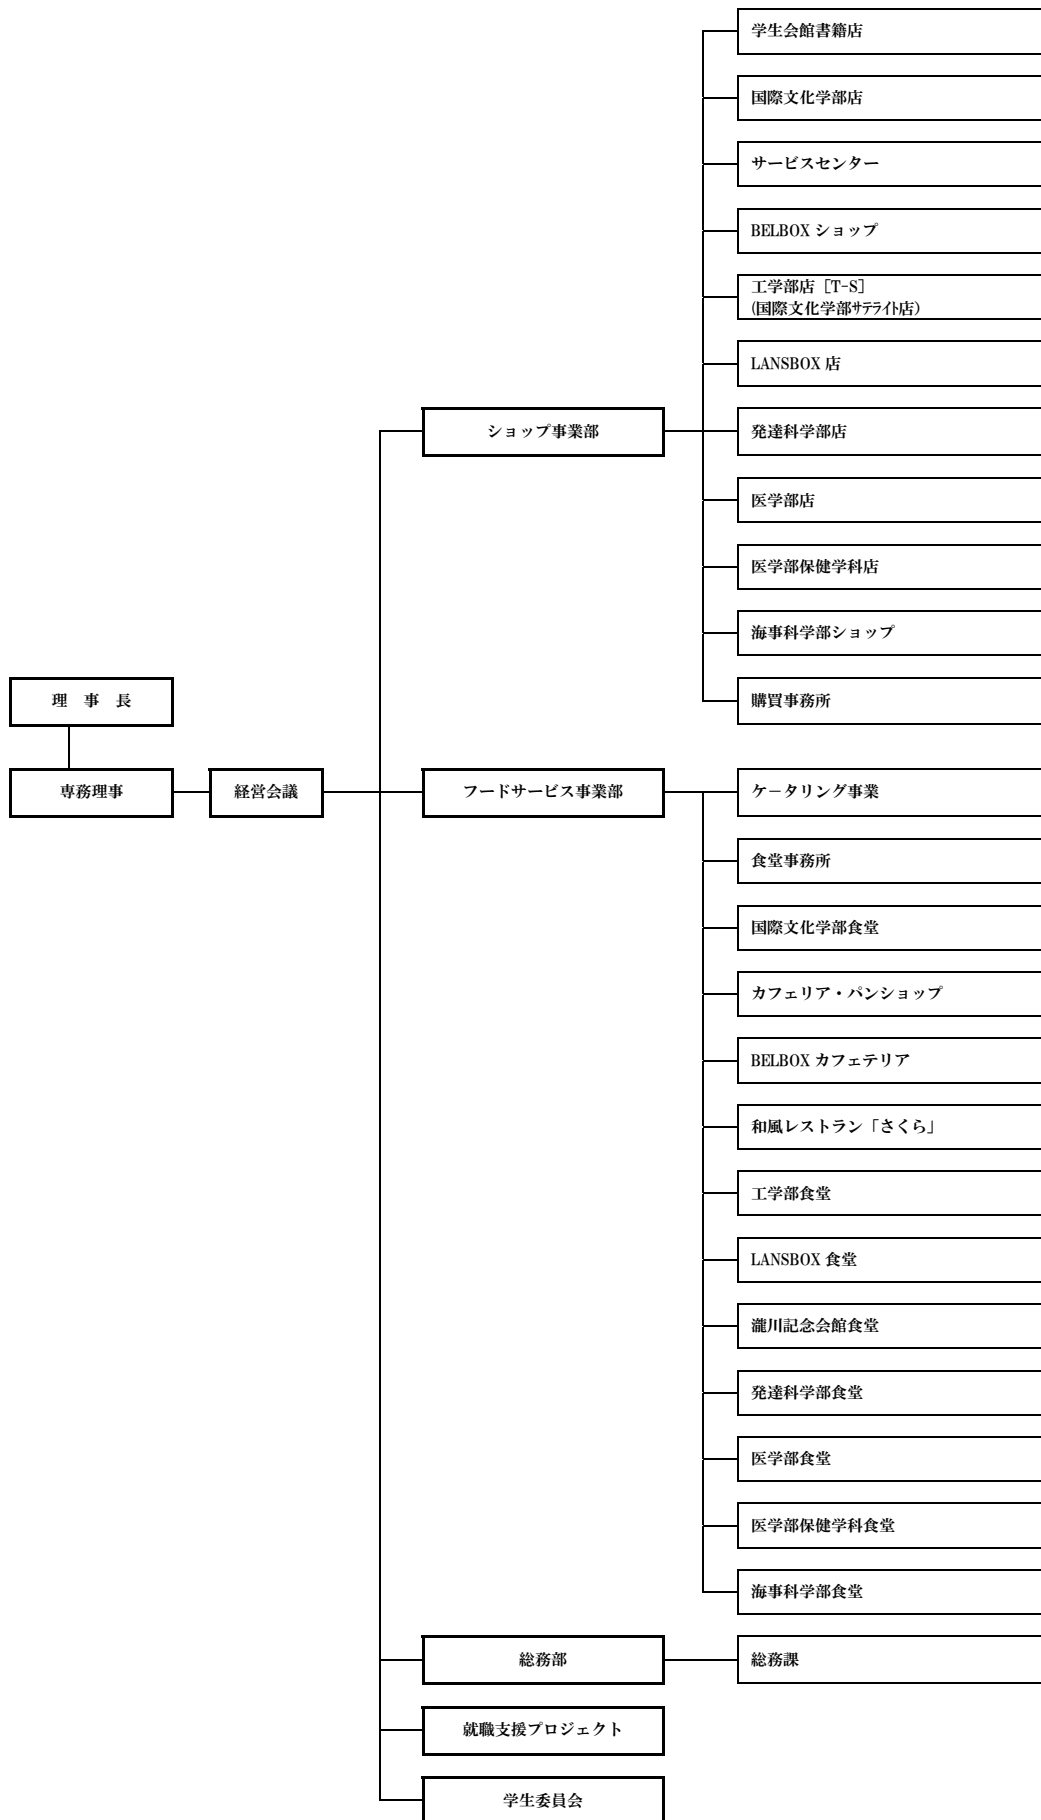 学生会館書籍店
国際文化学部店
サービスセンター
BELBOX ショップ
工学部店［T-S］
(国際文化学部ｻﾃﾗｲﾄ店)
LANSBOX 店
ショップ事業部
発達科学部店
医学部店
医学部保健学科店
海事科学部ショップ
理　事　長
購買事務所
専務理事
経営会議
フードサービス事業部
ケータリング事業
食堂事務所
国際文化学部食堂
カフェリア・パンショップ
BELBOX カフェテリア
和風レストラン「さくら」
工学部食堂
LANSBOX 食堂
瀧川記念会館食堂
発達科学部食堂
医学部食堂
医学部保健学科食堂
海事科学部食堂
総務部
総務課
就職支援プロジェクト
学生委員会